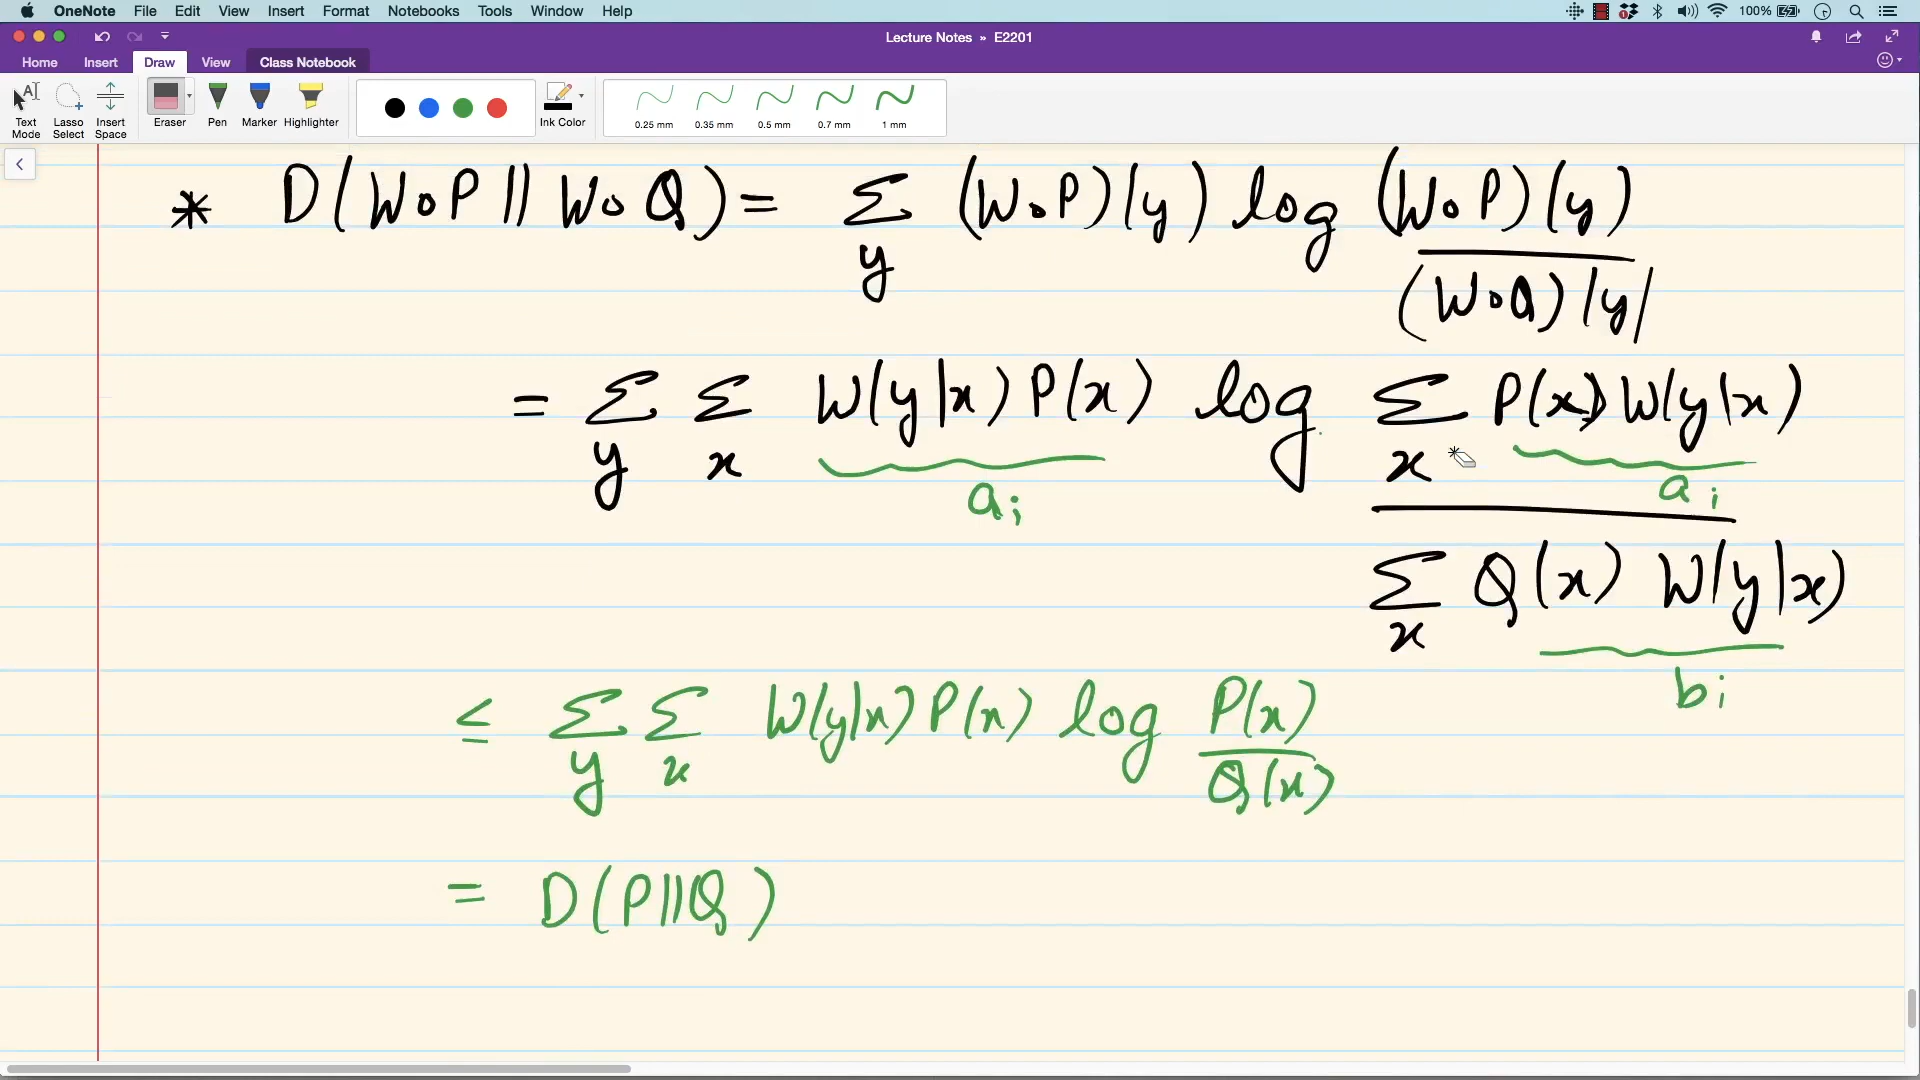 OneNote File Edit View Insert Format Notebooks Tools Window Help 100%
Lecture Notes » E2201
Home Insert Draw View Class Notebook
Text Mode
Lasso Select
Insert Space
Eraser
Pen
Marker
Highlighter
Ink Color
0.25 mm 0.35 mm 0.5 mm 0.7 mm 1 mm
* D(W∘P || W∘Q) = Σ_y (W∘P)(y) log (W∘P)(y)
(W∘Q)(y)
= Σ_y Σ_x W(y|x) P(x) log Σ_x P(x) W(y|x)
a_i a_i
Σ_x Q(x) W(y|x)
b_i
≤ Σ_y Σ_x W(y|x) P(x) log P(x)
Q(x)
= D(P||Q)